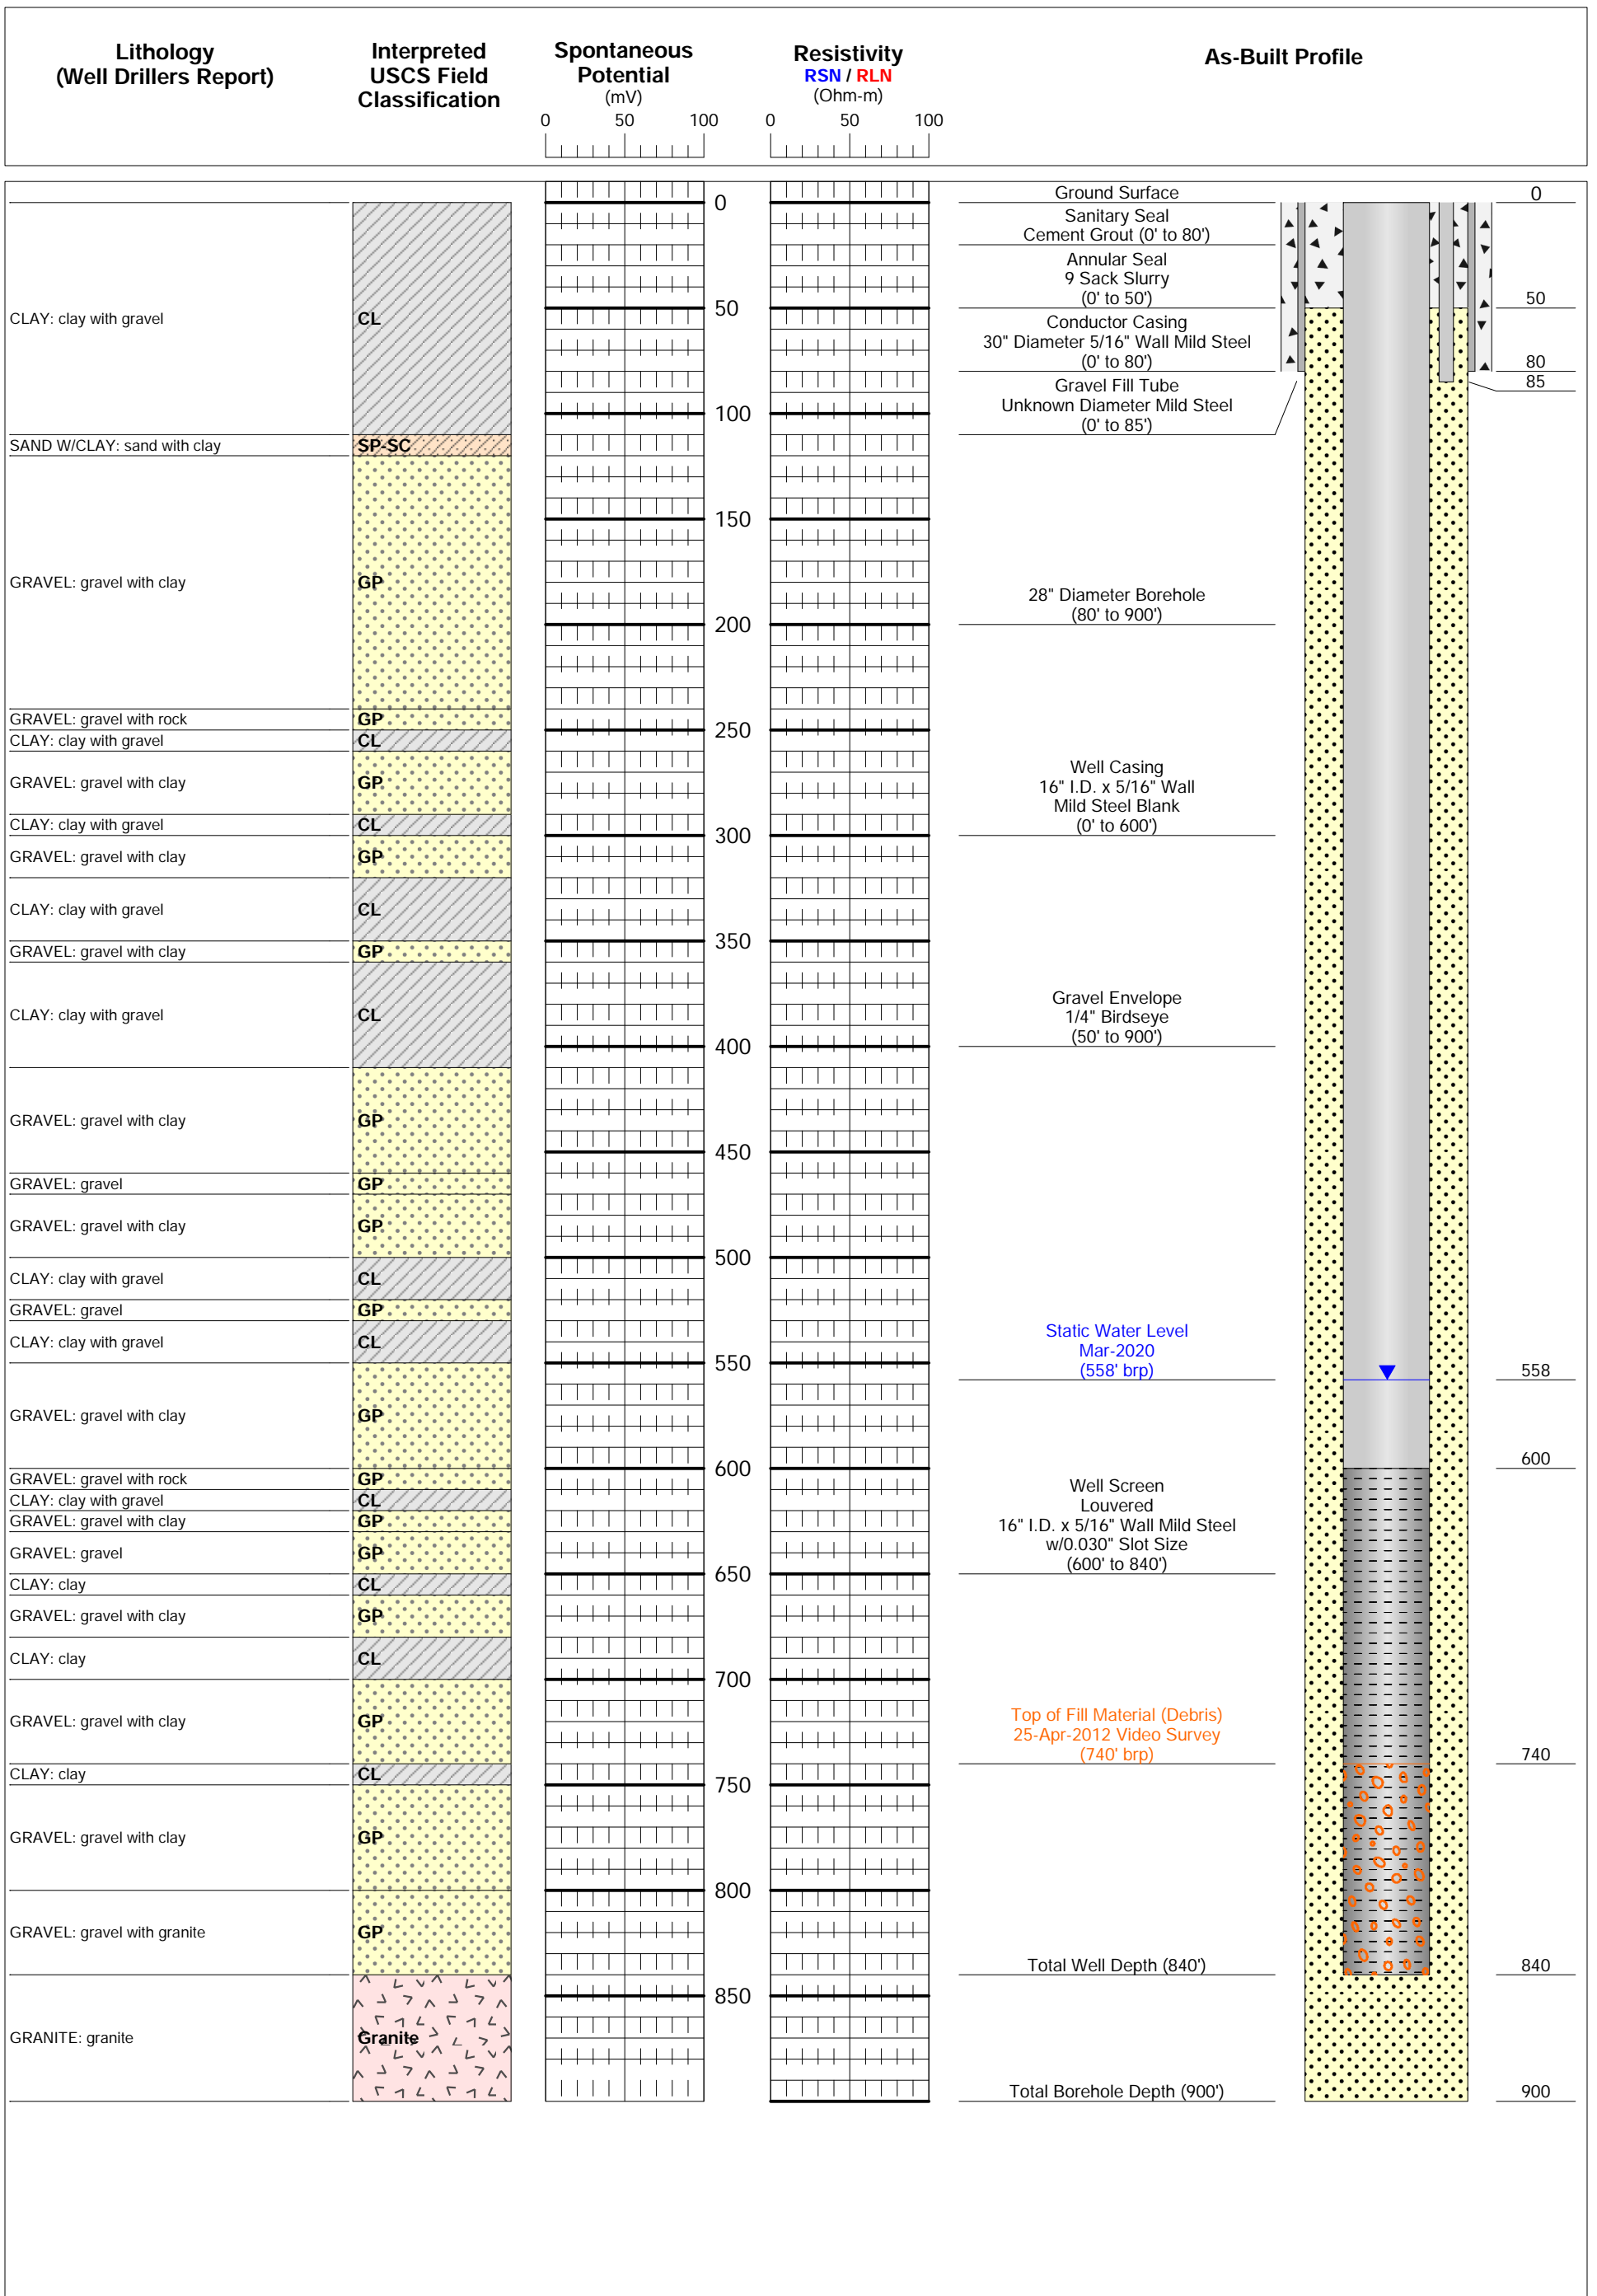 Lithology
(Well Drillers Report)
Interpreted
USCS Field
Classification
Spontaneous
Potential
(mV)
0 50 100
Resistivity
RSN / RLN
(Ohm-m)
0 50 100
As-Built Profile
CLAY: clay with gravel
SAND W/CLAY: sand with clay
GRAVEL: gravel with clay
GRAVEL: gravel with rock
CLAY: clay with gravel
GRAVEL: gravel with clay
CLAY: clay with gravel
GRAVEL: gravel with clay
CLAY: clay with gravel
GRAVEL: gravel with clay
CLAY: clay with gravel
GRAVEL: gravel with clay
GRAVEL: gravel
GRAVEL: gravel with clay
CLAY: clay with gravel
GRAVEL: gravel
CLAY: clay with gravel
GRAVEL: gravel with clay
GRAVEL: gravel with rock
CLAY: clay with gravel
GRAVEL: gravel with clay
GRAVEL: gravel
CLAY: clay
GRAVEL: gravel with clay
CLAY: clay
GRAVEL: gravel with clay
CLAY: clay
GRAVEL: gravel with clay
GRAVEL: gravel with granite
GRANITE: granite
CL
SP-SC
GP
GP
CL
GP
CL
GP
CL
GP
CL
GP
GP
GP
CL
GP
CL
GP
GP
CL
GP
GP
CL
GP
CL
GP
CL
GP
GP
Granite
0
50
100
150
200
250
300
350
400
450
500
550
600
650
700
750
800
850
Ground Surface
Sanitary Seal
Cement Grout (0' to 80')
Annular Seal
9 Sack Slurry
(0' to 50')
Conductor Casing
30" Diameter 5/16" Wall Mild Steel
(0' to 80')
Gravel Fill Tube
Unknown Diameter Mild Steel
(0' to 85')
28" Diameter Borehole
(80' to 900')
Well Casing
16" I.D. x 5/16" Wall
Mild Steel Blank
(0' to 600')
Gravel Envelope
1/4" Birdseye
(50' to 900')
Static Water Level
Mar-2020
(558' brp)
Well Screen
Louvered
16" I.D. x 5/16" Wall Mild Steel
w/0.030" Slot Size
(600' to 840')
Top of Fill Material (Debris)
25-Apr-2012 Video Survey
(740' brp)
Total Well Depth (840')
Total Borehole Depth (900')
0
50
80
85
558
600
740
840
900